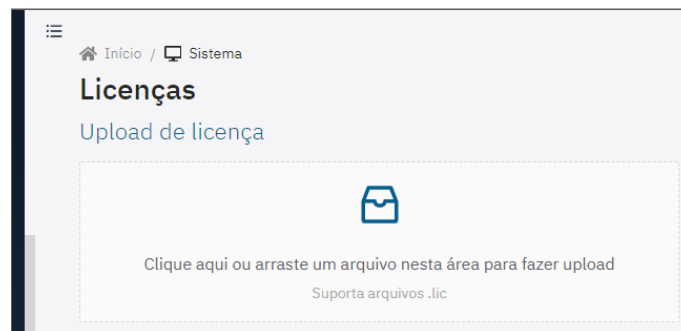 Início / Sistema
Licenças
Upload de licença
Clique aqui ou arraste um arquivo nesta área para fazer upload
Suporta arquivos .lic